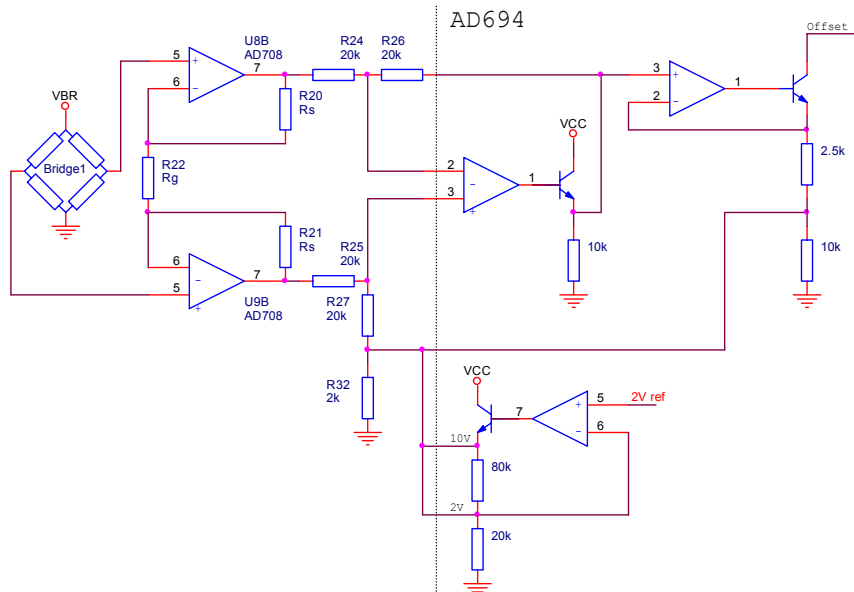 AD694
Offset
U8B
AD708
5
6
7
+
−
R24
20k
R26
20k
3
2
1
+
−
VBR
R20
Rs
VCC
2.5k
Bridge1
R22
Rg
2
3
1
−
+
R21
Rs
R25
20k
10k
10k
6
5
7
−
+
U9B
AD708
R27
20k
R32
2k
VCC
7
5
6
+
−
2V ref
10V
80k
2V
20k